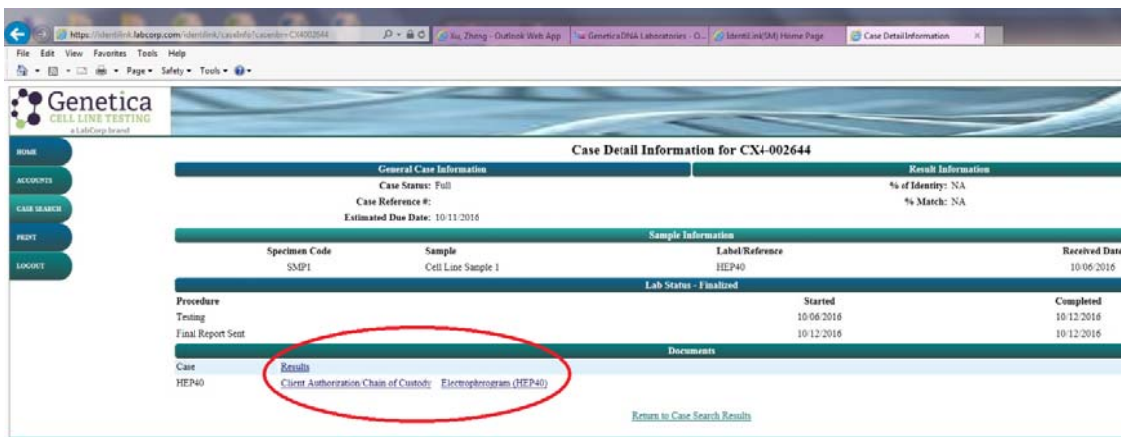 https://identilink.labcorp.com/identilink/caseInfo?caseid=CX4002644 Xu, Zheng - Outlook Web App GeneticaDNA Laboratories - O... IdentiLink(SM) Home Page Case Detail Information
File Edit View Favorites Tools Help
Page Safety Tools
Genetica
CELL LINE TESTING
a LabCorp brand
Case Detail Information for CX4-002644
HOME
ACCOUNTS
CASE SEARCH
PRINT
LOGOUT
General Case Information Result Information
Case Status: Full % of Identity: NA
Case Reference #: % Match: NA
Estimated Due Date: 10/11/2016
Sample Information
Specimen Code Sample Label/Reference Received Date
SMP1 Cell Line Sample 1 HEP40 10/06/2016
Lab Status - Finalized
Procedure Started Completed
Testing 10/06/2016 10/12/2016
Final Report Sent 10/12/2016 10/12/2016
Documents
Case Results
HEP40 Client Authorization/Chain of Custody Electropherogram (HEP40)
Return to Case Search Results